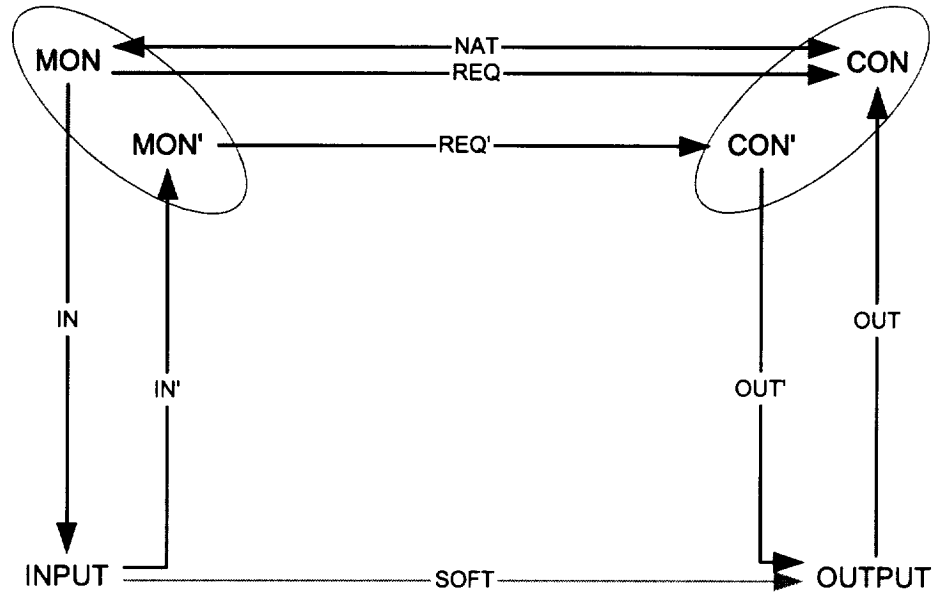 MON
NAT
CON
REQ
MON'
REQ'
CON'
IN
OUT
IN'
OUT'
INPUT
SOFT
OUTPUT